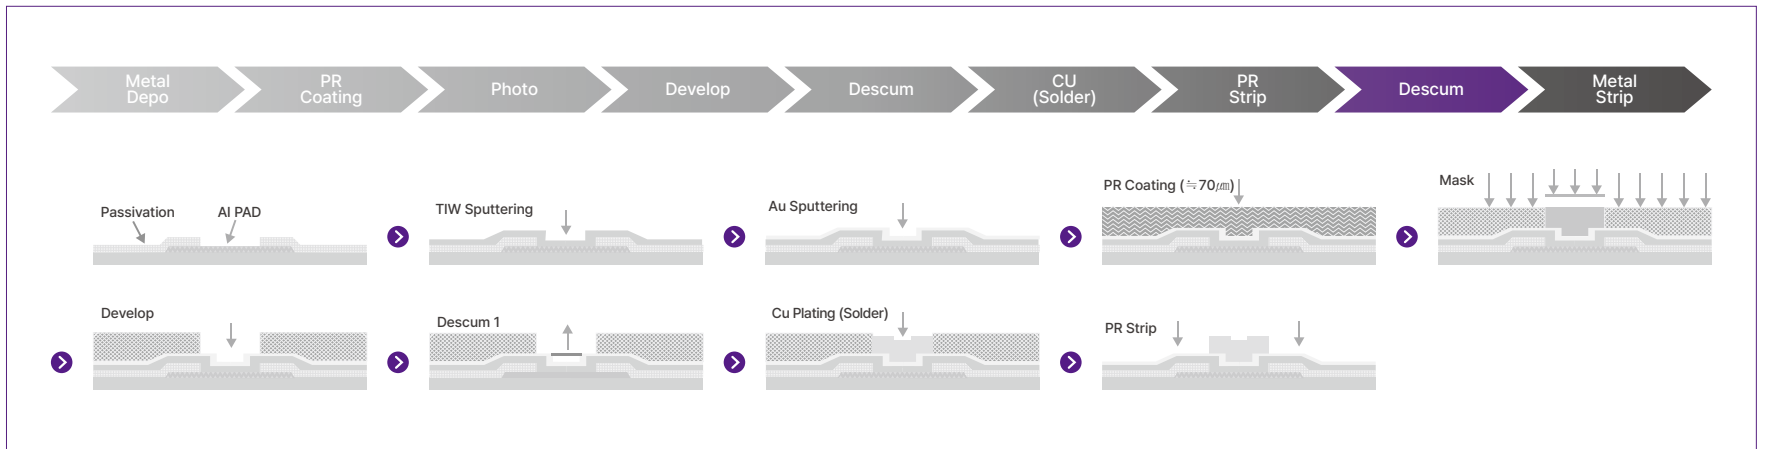 Metal
Depo
PR
Coating
Photo
Develop
Descum
CU
(Solder)
PR
Strip
Descum
Metal
Strip
Passivation
Al PAD
TIW Sputtering
Au Sputtering
PR Coating (≒70㎛)
Mask
Develop
Descum 1
Cu Plating (Solder)
PR Strip